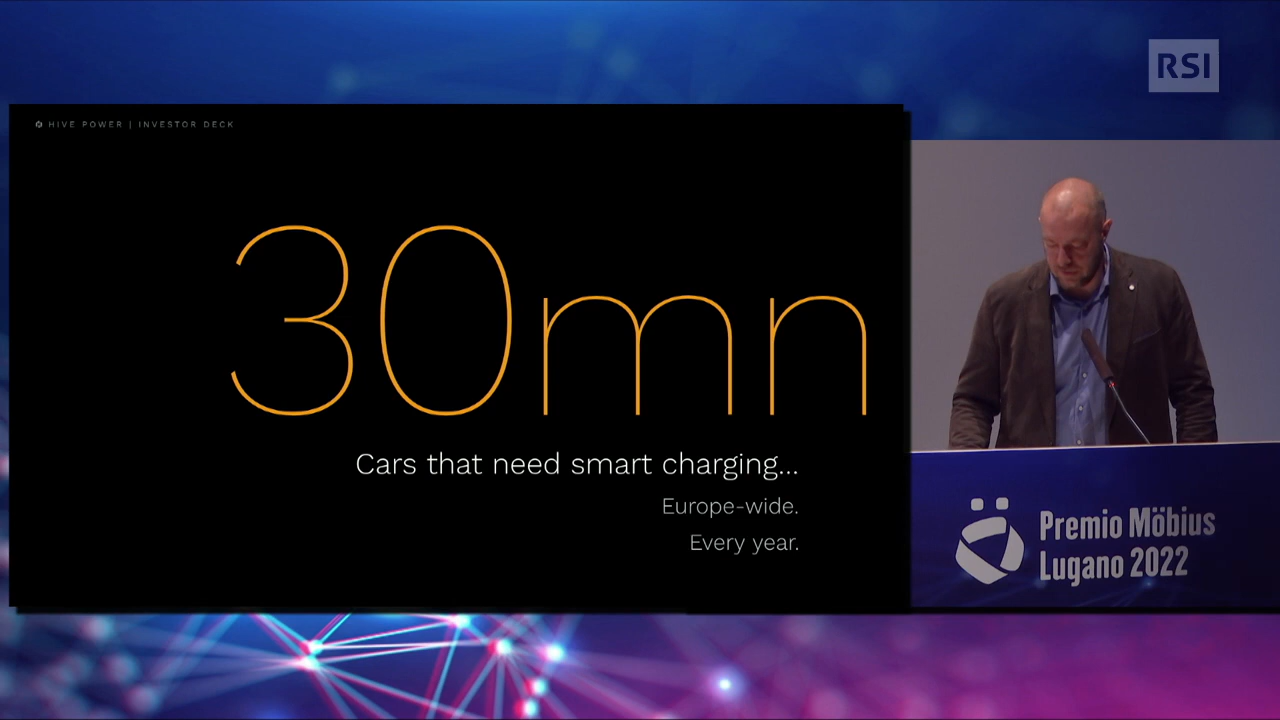 RSI
HIVE POWER | INVESTOR DECK
30mn
Cars that need smart charging...
Europe-wide.
Every year.
Premio Möbius
Lugano 2022